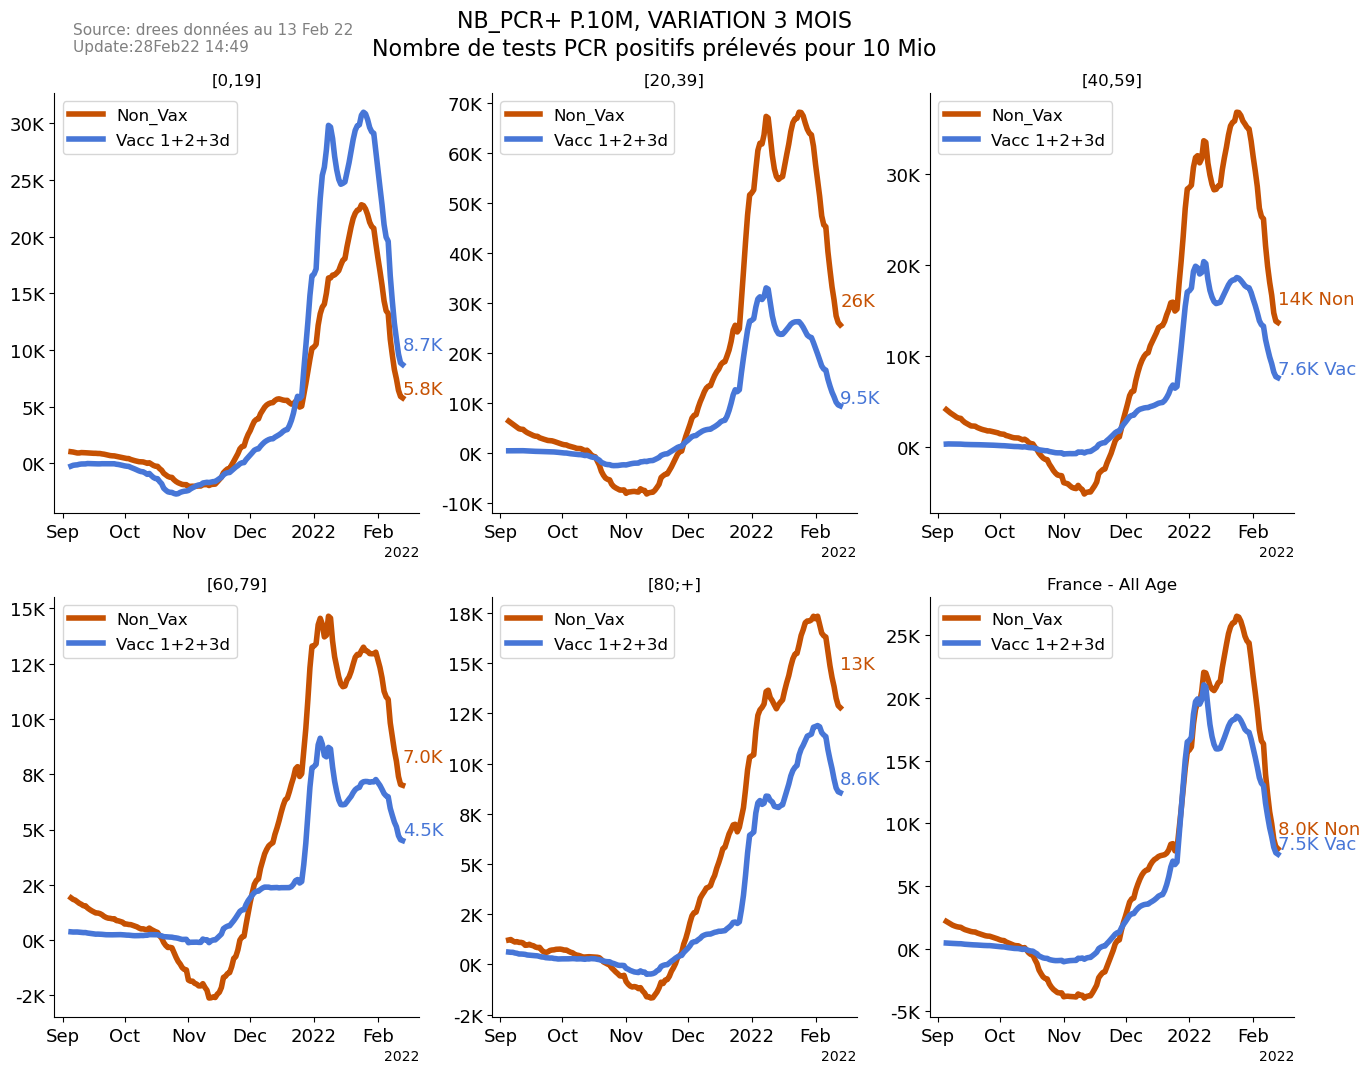 Source: drees données au 13 Feb 22
Update:28Feb22 14:49
NB_PCR+ P.10M, VARIATION 3 MOIS
Nombre de tests PCR positifs prélevés pour 10 Mio
[0,19]
Non_Vax
Vacc 1+2+3d
30K
25K
20K
15K
10K
5K
0K
8.7K
5.8K
Sep Oct Nov Dec 2022 Feb
2022
[20,39]
Non_Vax
Vacc 1+2+3d
70K
60K
50K
40K
30K
20K
10K
0K
-10K
26K
9.5K
Sep Oct Nov Dec 2022 Feb
2022
[40,59]
Non_Vax
Vacc 1+2+3d
30K
20K
10K
0K
14K Non
7.6K Vac
Sep Oct Nov Dec 2022 Feb
2022
[60,79]
Non_Vax
Vacc 1+2+3d
15K
12K
10K
8K
5K
2K
0K
-2K
7.0K
4.5K
Sep Oct Nov Dec 2022 Feb
2022
[80;+]
Non_Vax
Vacc 1+2+3d
18K
15K
12K
10K
8K
5K
2K
0K
-2K
13K
8.6K
Sep Oct Nov Dec 2022 Feb
2022
France - All Age
Non_Vax
Vacc 1+2+3d
25K
20K
15K
10K
5K
0K
-5K
8.0K Non
7.5K Vac
Sep Oct Nov Dec 2022 Feb
2022